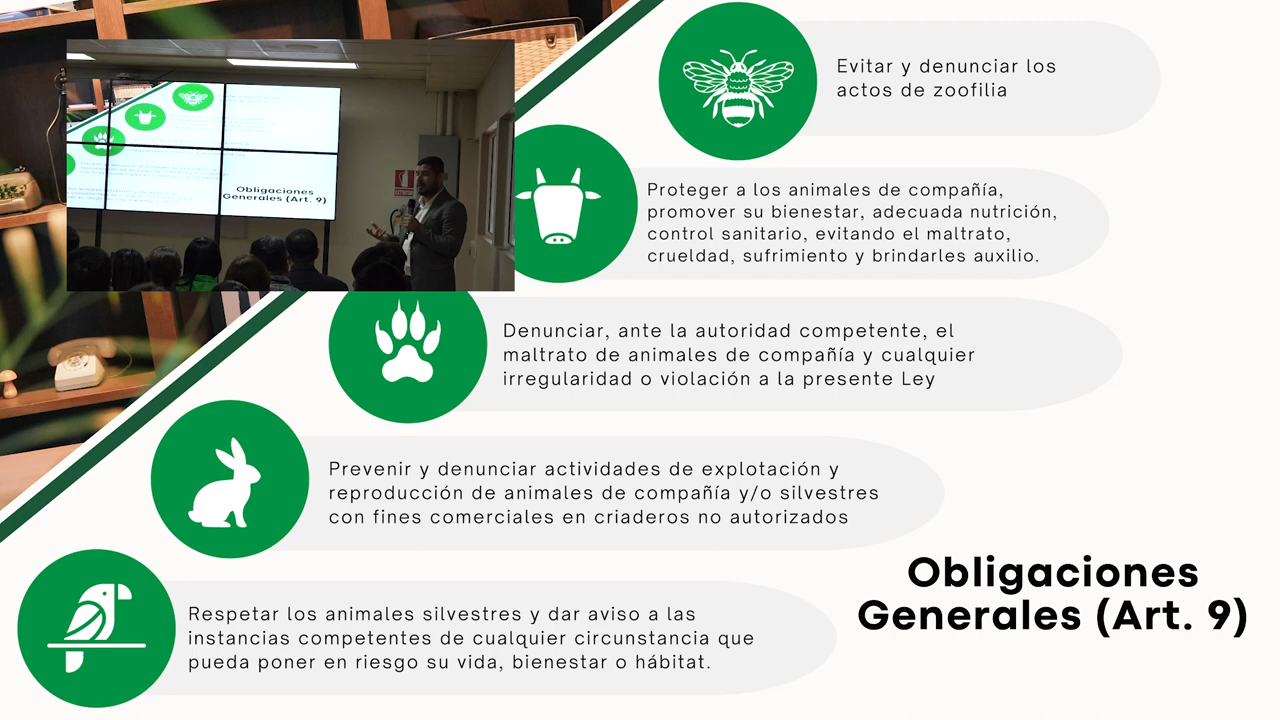 Evitar y denunciar los
actos de zoofilia
Proteger a los animales de compañía,
promover su bienestar, adecuada nutrición,
control sanitario, evitando el maltrato,
crueldad, sufrimiento y brindarles auxilio.
Denunciar, ante la autoridad competente, el
maltrato de animales de compañía y cualquier
irregularidad o violación a la presente Ley
Prevenir y denunciar actividades de explotación y
reproducción de animales de compañía y/o silvestres
con fines comerciales en criaderos no autorizados
Respetar los animales silvestres y dar aviso a las
instancias competentes de cualquier circunstancia que
pueda poner en riesgo su vida, bienestar o hábitat.
Obligaciones
Generales (Art. 9)
Obligaciones
Generales (Art. 9)